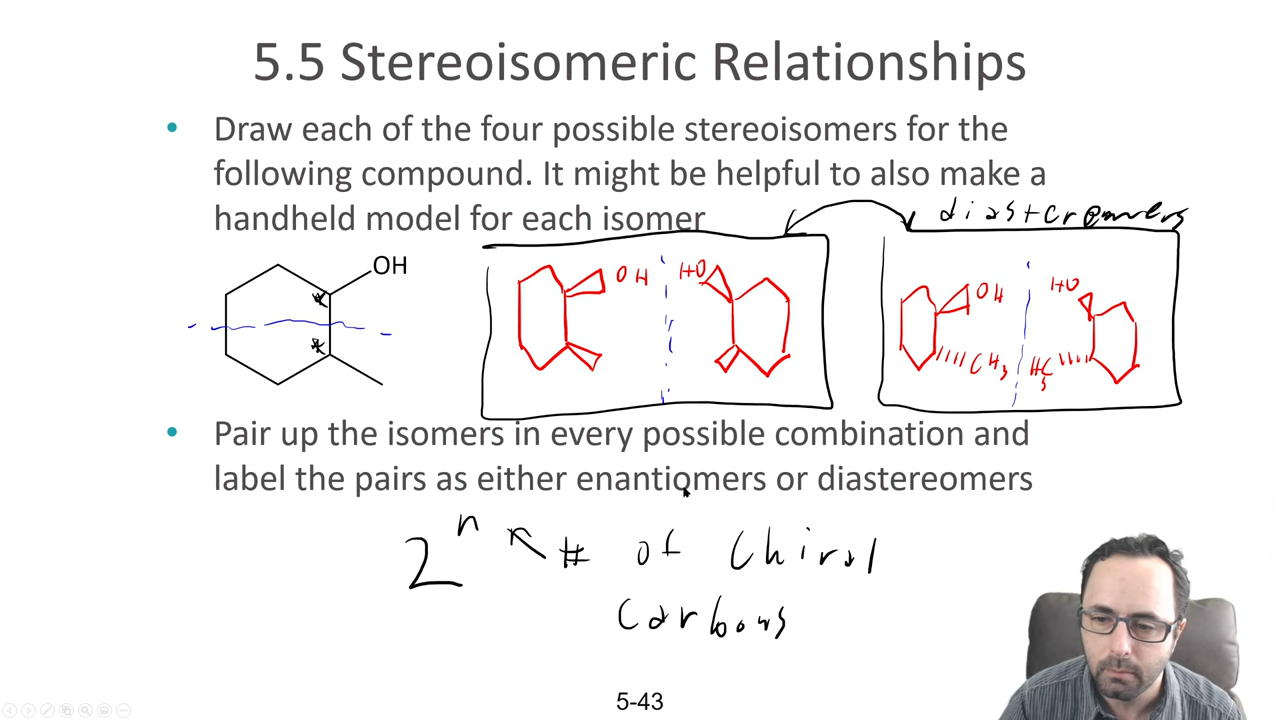 5.5 Stereoisomeric Relationships
• Draw each of the four possible stereoisomers for the
following compound. It might be helpful to also make a
handheld model for each isomer
diastereomers
OH
OH HO
OH HO
CH3 H3C
• Pair up the isomers in every possible combination and
label the pairs as either enantiomers or diastereomers
2^n # of Chiral
Carbons
5-43